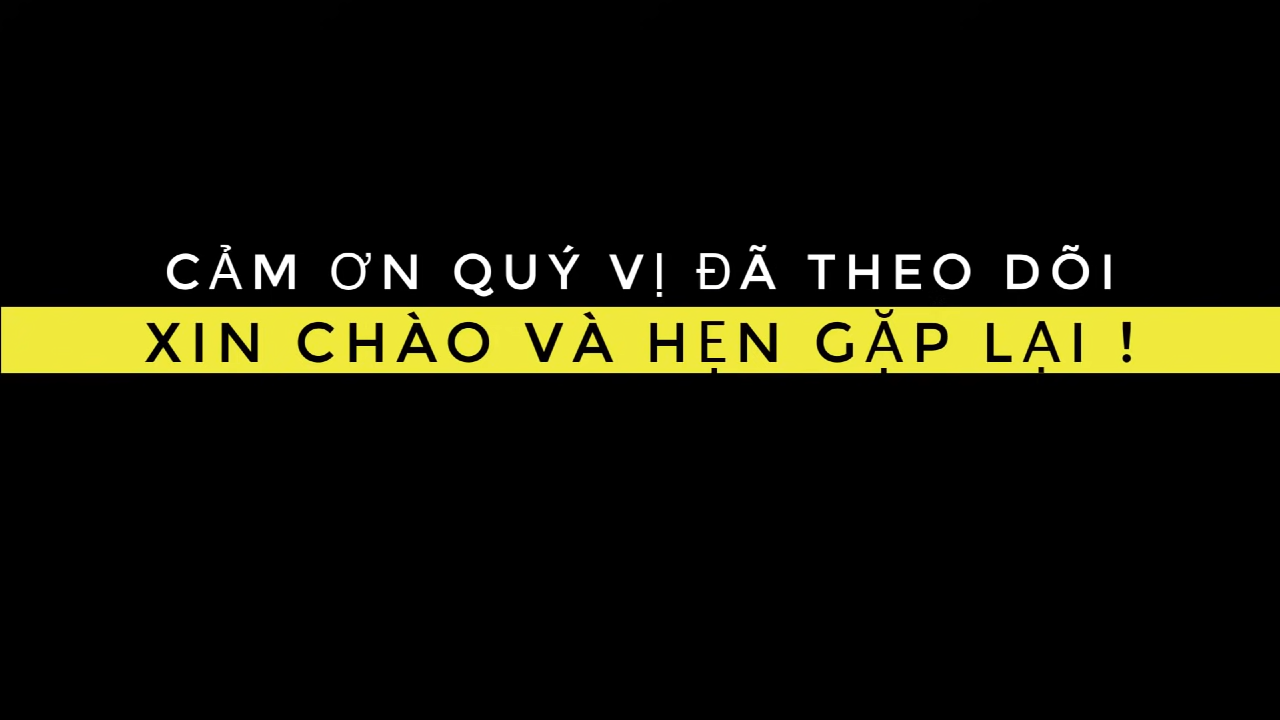 CẢM ƠN QUÝ VỊ ĐÃ THEO DÕI
XIN CHÀO VÀ HẸN GẶP LẠI !